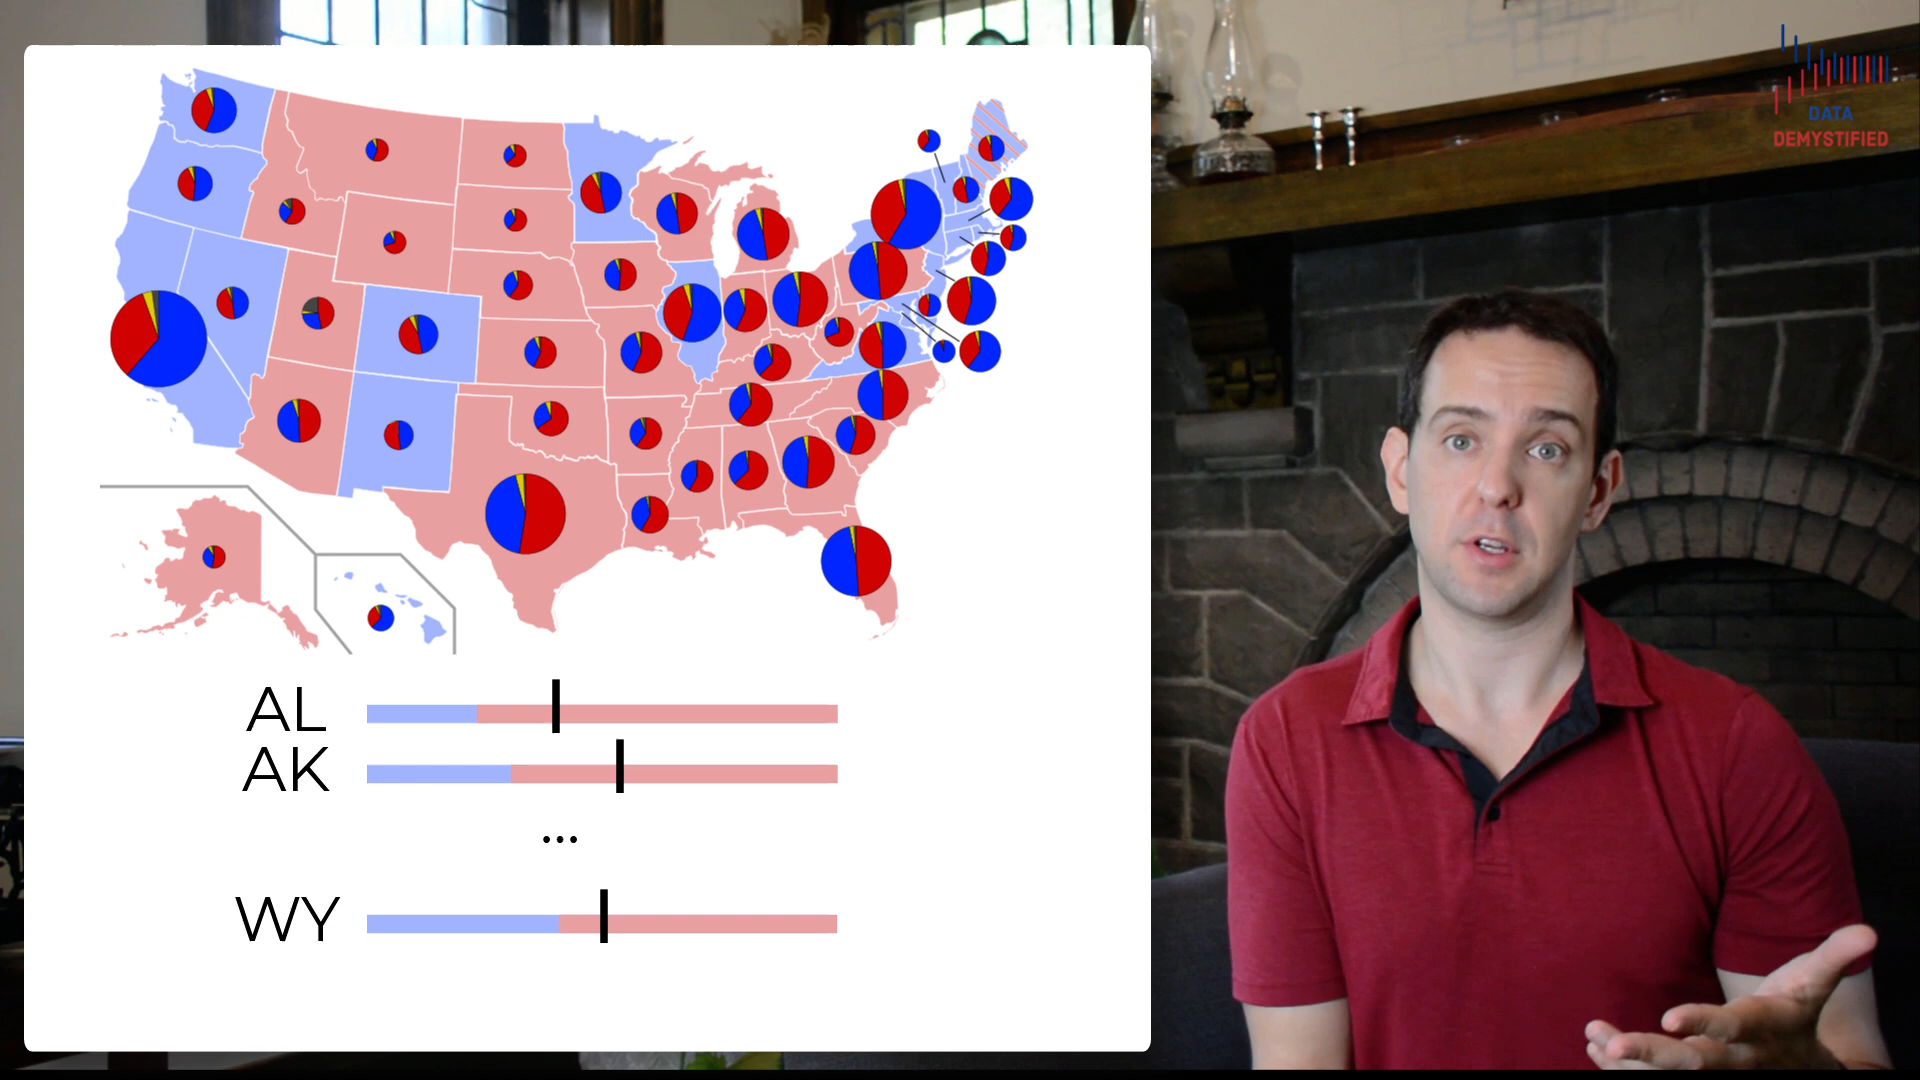 DATA
DEMYSTIFIED
AL
AK
...
WY